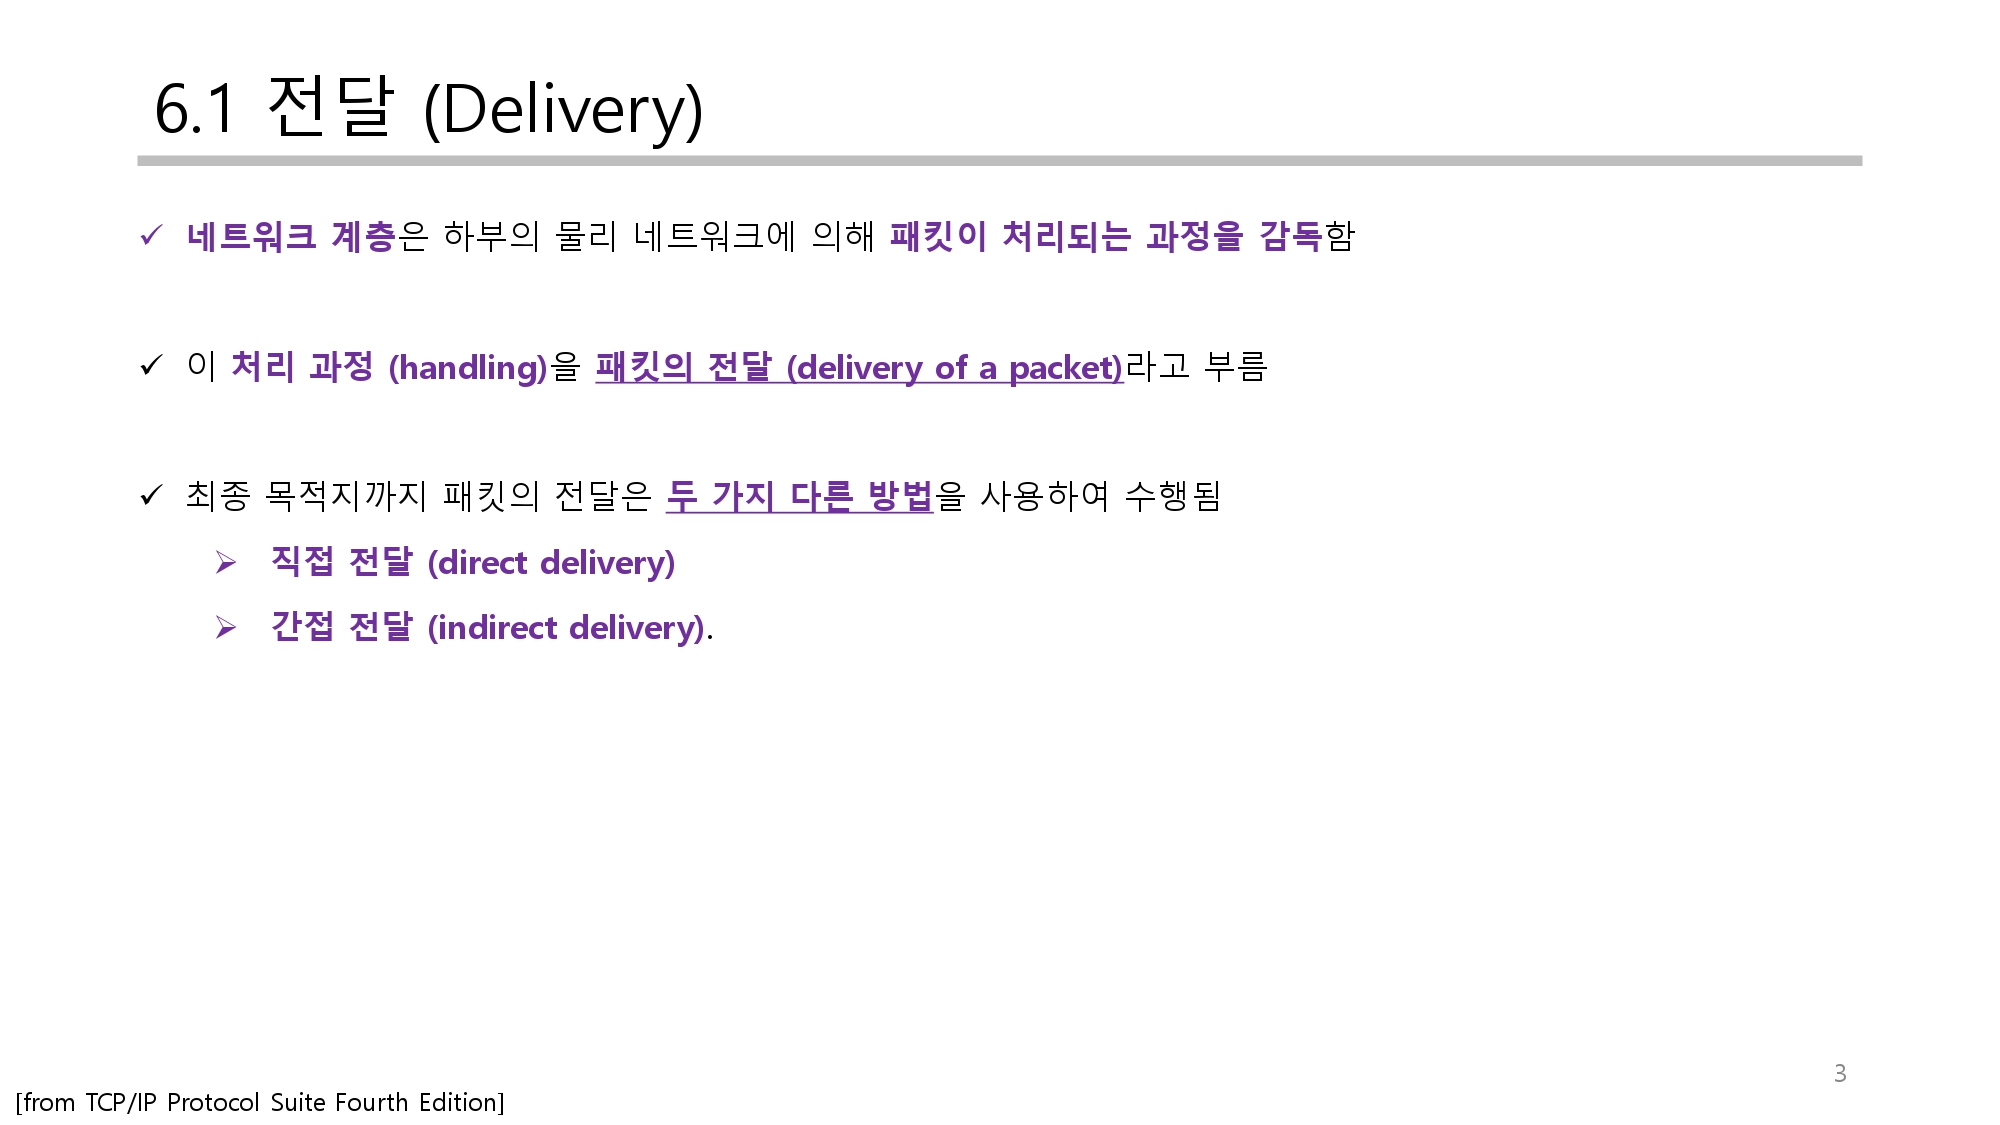 6.1 전달 (Delivery)
✓ 네트워크 계층은 하부의 물리 네트워크에 의해 패킷이 처리되는 과정을 감독함
✓ 이 처리 과정 (handling)을 패킷의 전달 (delivery of a packet)라고 부름
✓ 최종 목적지까지 패킷의 전달은 두 가지 다른 방법을 사용하여 수행됨
➢ 직접 전달 (direct delivery)
➢ 간접 전달 (indirect delivery).
3
[from TCP/IP Protocol Suite Fourth Edition]